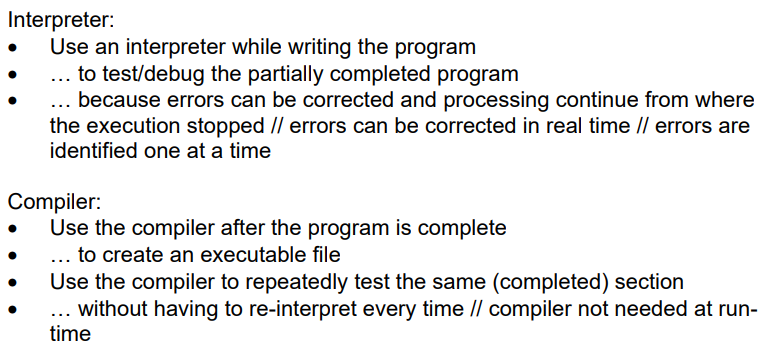 Interpreter:
• Use an interpreter while writing the program
• … to test/debug the partially completed program
• … because errors can be corrected and processing continue from where
the execution stopped // errors can be corrected in real time // errors are
identified one at a time
Compiler:
• Use the compiler after the program is complete
• … to create an executable file
• Use the compiler to repeatedly test the same (completed) section
• … without having to re-interpret every time // compiler not needed at run-
time